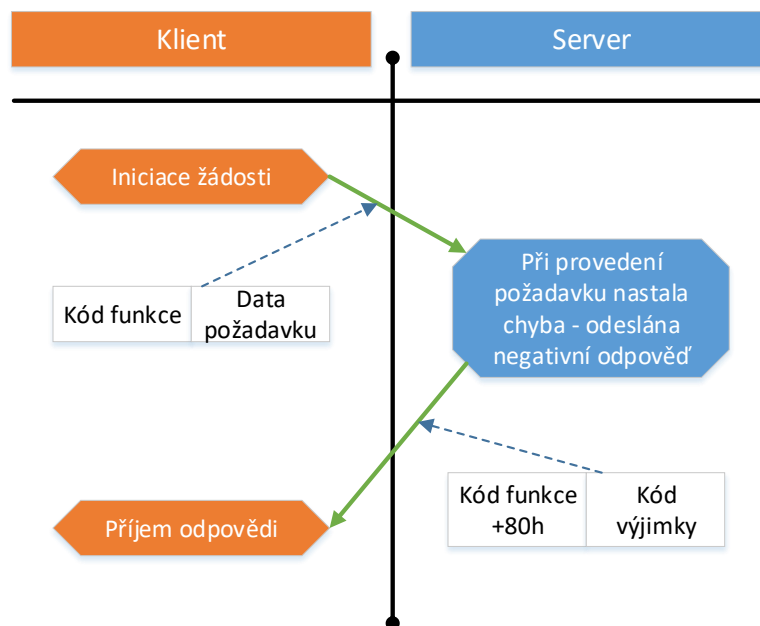 Klient
Server
Iniciace žádosti
Kód funkce
Data
požadavku
Při provedení
požadavku nastala
chyba - odeslána
negativní odpověď
Kód funkce
+80h
Kód
výjimky
Příjem odpovědi